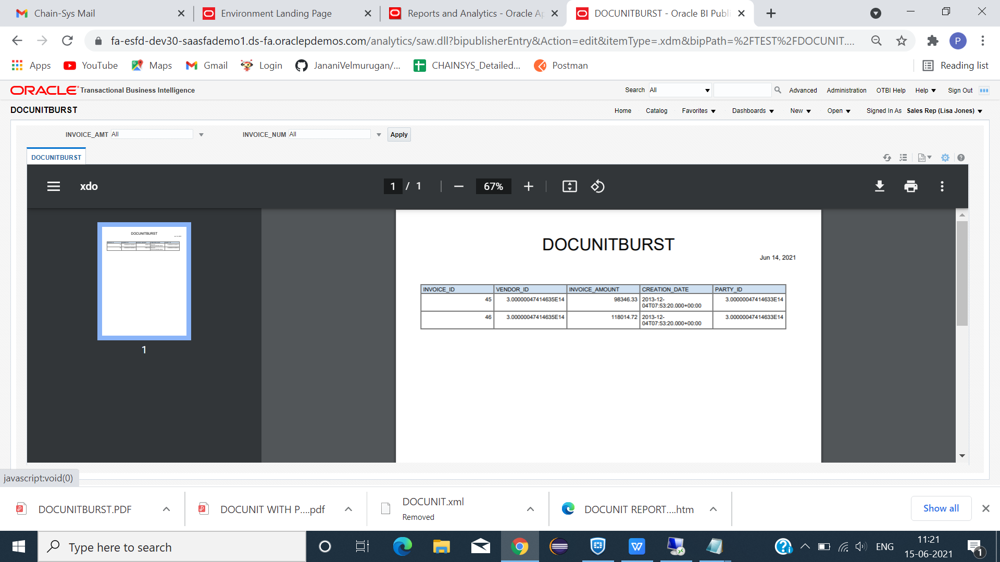 Chain-Sys Mail
Environment Landing Page
Reports and Analytics - Oracle Ap
DOCUNITBURST - Oracle BI Publi
fa-esfd-dev30-saasfademo1.ds-fa.oraclepdemos.com/analytics/saw.dll?bipublisherEntry&Action=edit&itemType=.xdm&bipPath=%2FTEST%2FDOCUNIT....
P
Apps YouTube Maps Gmail Login JananiVelmurugan/... CHAINSYS_Detailed... Postman Reading list
ORACLE Transactional Business Intelligence
Search All Advanced Administration OTBI Help Help Sign Out
DOCUNITBURST
Home Catalog Favorites Dashboards New Open Signed In As Sales Rep (Lisa Jones)
INVOICE_AMT All INVOICE_NUM All Apply
DOCUNITBURST
xdo 1 / 1 67%
DOCUNITBURST
1
DOCUNITBURST
Jun 14, 2021
INVOICE_ID VENDOR_ID INVOICE_AMOUNT CREATION_DATE PARTY_ID
45 3.00000047414635E14 98346.33 2013-12-04T07:53:20.000+00:00 3.00000047414633E14
46 3.00000047414635E14 118014.72 2013-12-04T07:53:20.000+00:00 3.00000047414633E14
javascript:void(0)
DOCUNITBURST.PDF
DOCUNIT WITH P....pdf
DOCUNIT.xml
Removed
DOCUNIT REPORT....htm
Show all
Type here to search
ENG
11:21
15-06-2021
1